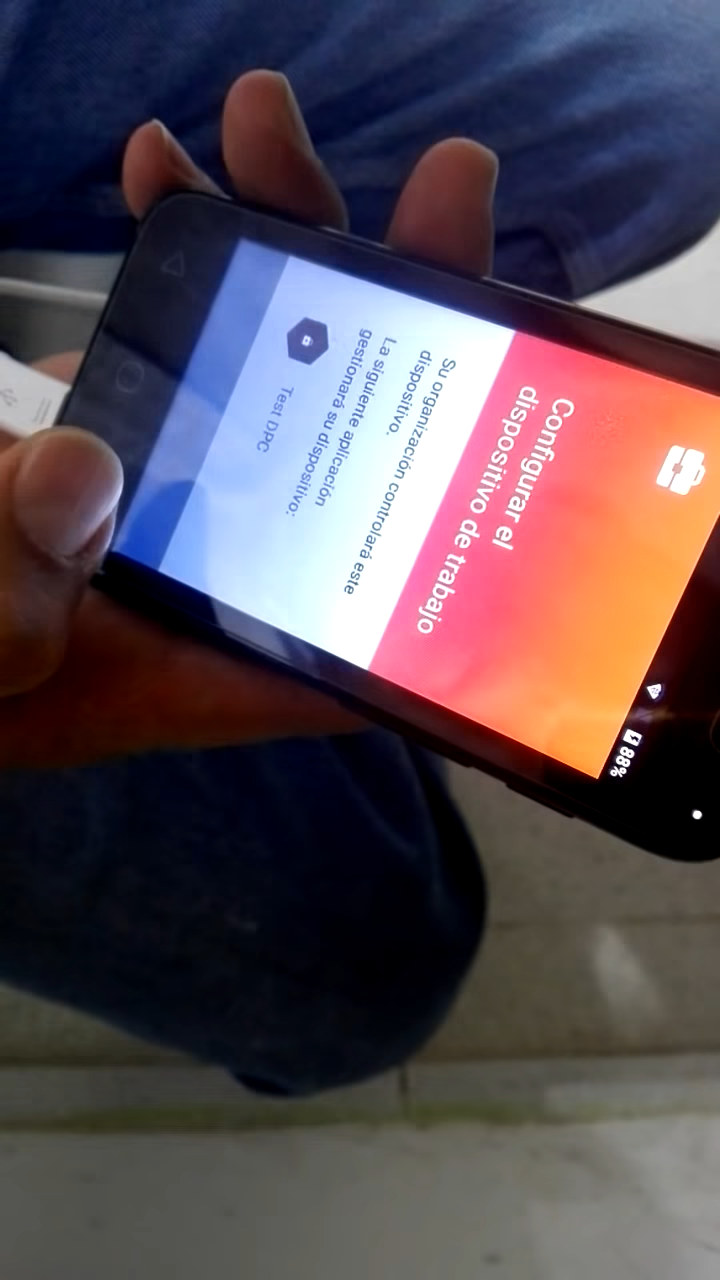 88%
Configurar el
dispositivo de trabajo
Su organización controlará este
dispositivo.
La siguiente aplicación
gestionará su dispositivo:
Test DPC